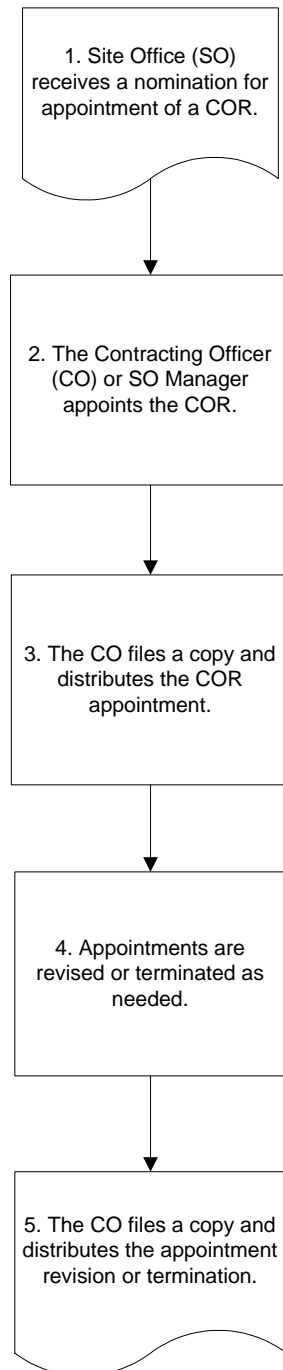 1. Site Office (SO)
receives a nomination for
appointment of a COR.
2. The Contracting Officer
(CO) or SO Manager
appoints the COR.
3. The CO files a copy and
distributes the COR
appointment.
4. Appointments are
revised or terminated as
needed.
5. The CO files a copy and
distributes the appointment
revision or termination.